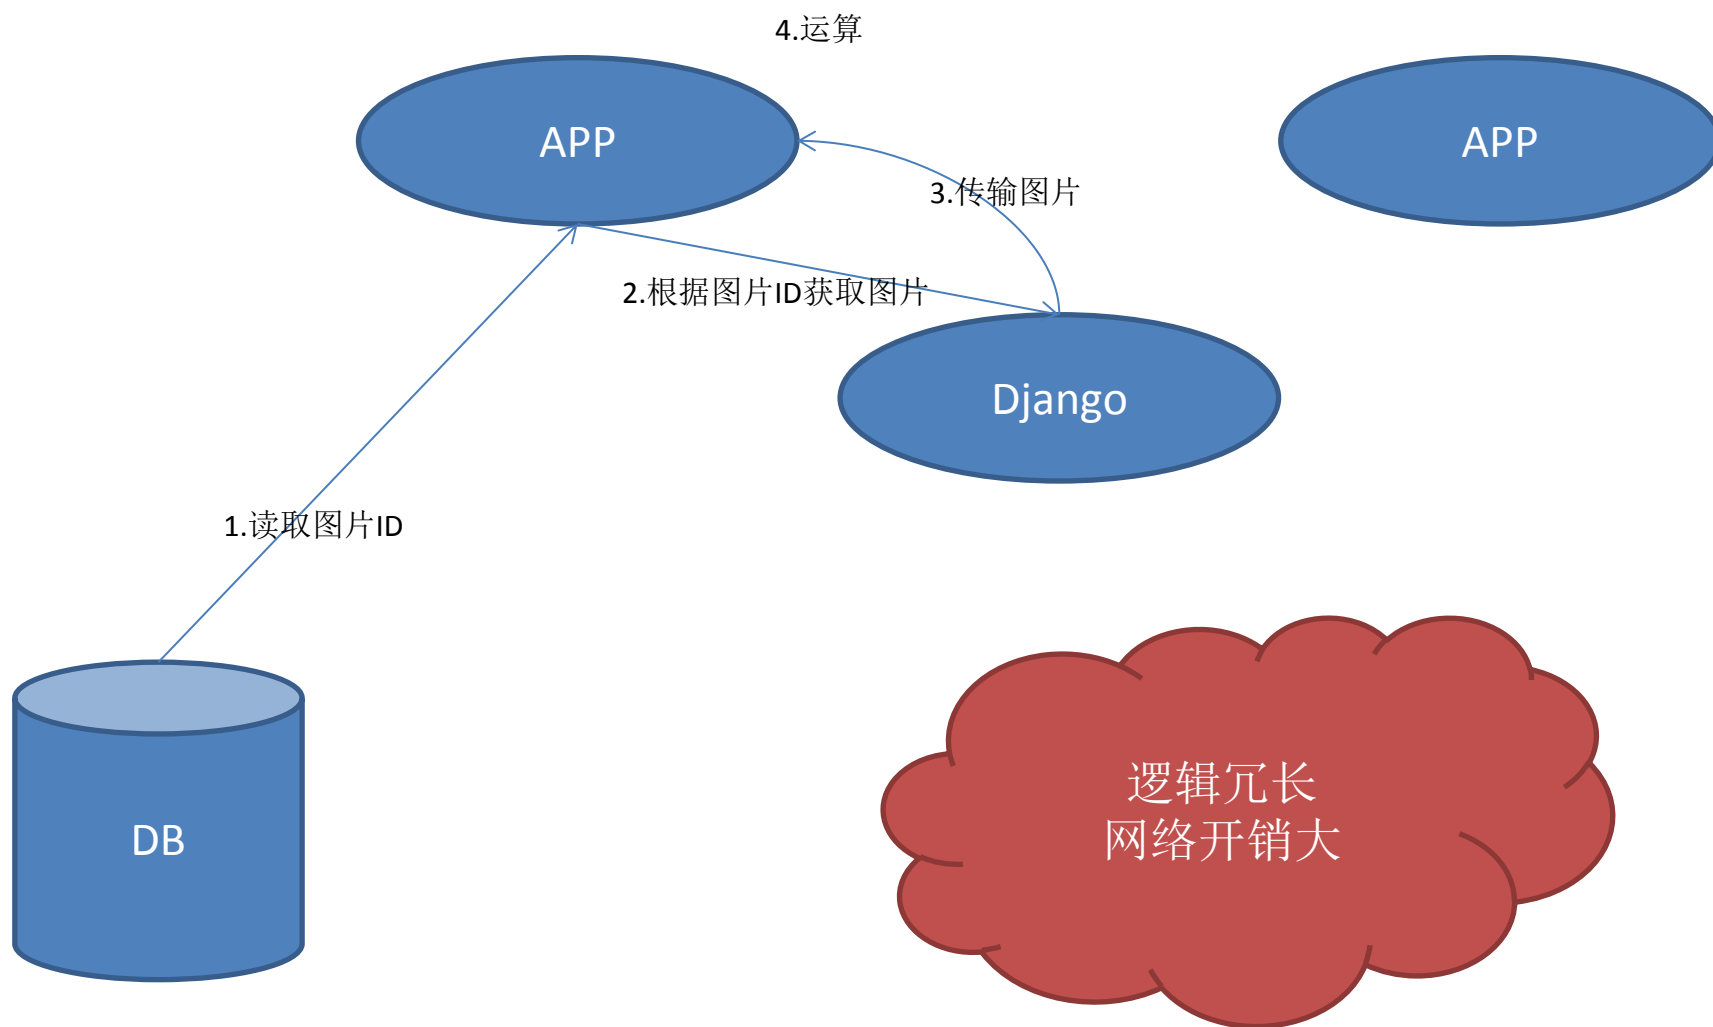 4.运算
APP
APP
3.传输图片
2.根据图片ID获取图片
Django
1.读取图片ID
逻辑冗长
网络开销大
DB